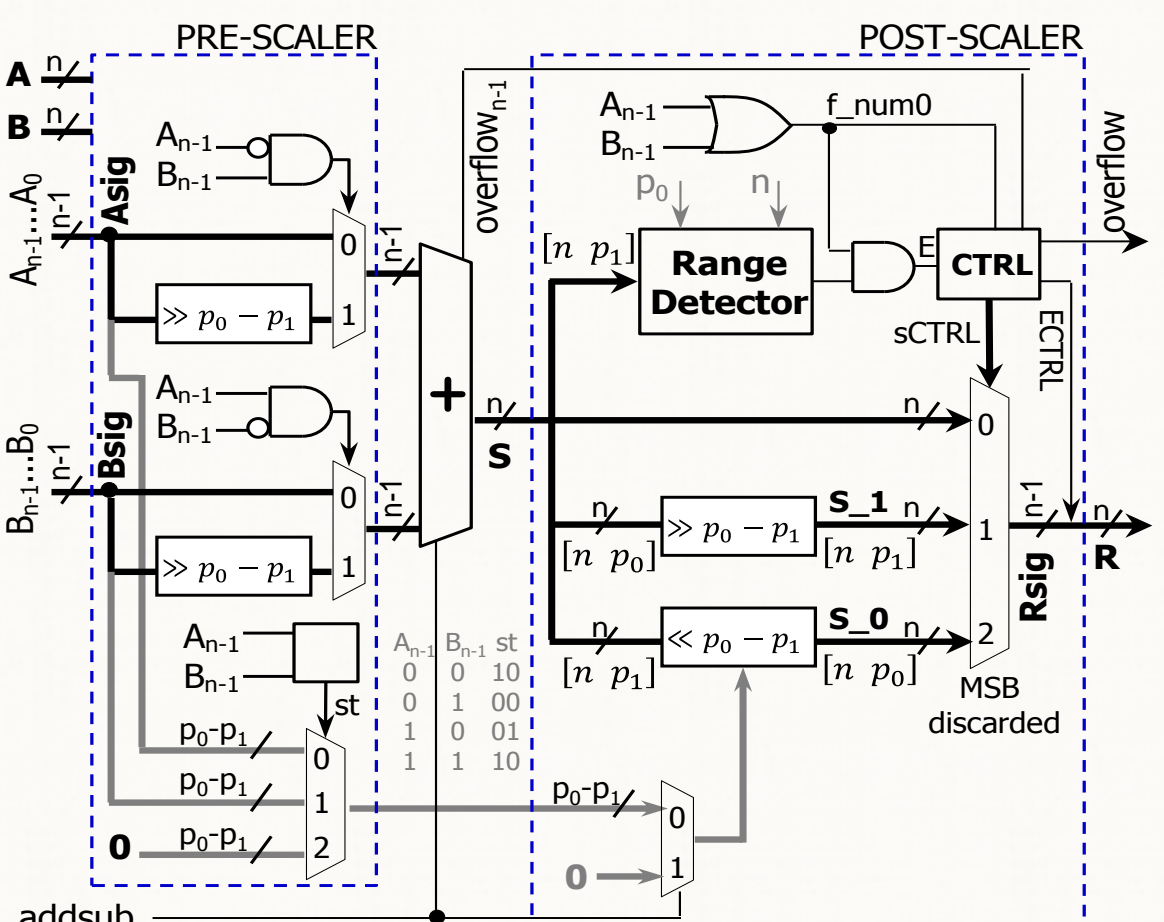 PRE-SCALER
POST-SCALER
A
n
B
n
A_{n-1}
B_{n-1}
A_{n-1}...A_0
n-1
Asig
0
1
≫ p_0 − p_1
n-1
A_{n-1}
B_{n-1}
B_{n-1}...B_0
n-1
Bsig
0
1
≫ p_0 − p_1
n-1
+
overflow_{n-1}
n
S
A_{n-1}
B_{n-1}
st
A_{n-1} B_{n-1} st
0 0 10
0 1 00
1 0 01
1 1 10
p_0-p_1
0
p_0-p_1
1
0
p_0-p_1
2
addsub
A_{n-1}
B_{n-1}
f_num0
p_0
n
[n p_1]
Range
Detector
E
CTRL
overflow
sCTRL
ECTRL
n
0
n
[n p_0]
≫ p_0 − p_1
S_1
n
[n p_1]
1
n
[n p_1]
≪ p_0 − p_1
S_0
n
[n p_0]
2
MSB
discarded
n-1
Rsig
n
R
p_0-p_1
0
0
1